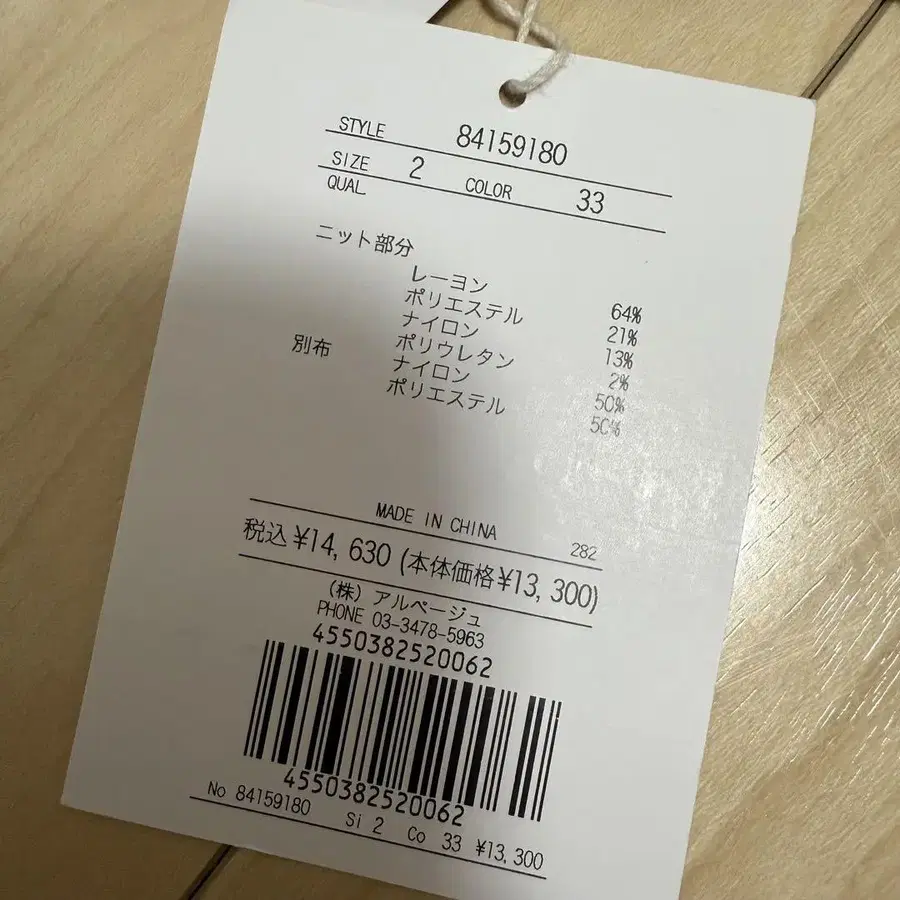 STYLE 84159180
SIZE 2 COLOR 33
QUAL
ニット部分
レーヨン 64%
ポリエステル 21%
ナイロン 13%
ポリウレタン 2%
別布 ナイロン 50%
ポリエステル 50%
MADE IN CHINA 282
税込 ¥14,630 (本体価格¥13,300)
(株) アルページュ
PHONE 03-3478-5963
4550382520062
4550382520062
No 84159180 Si 2 Co 33 ¥13,300